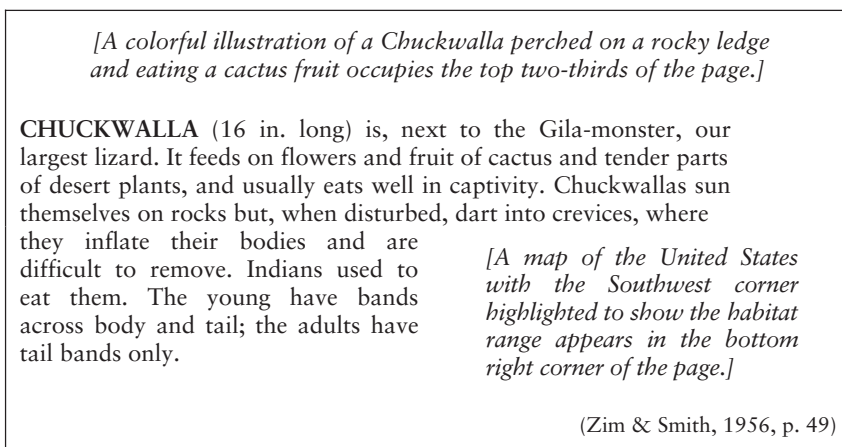 [A colorful illustration of a Chuckwalla perched on a rocky ledge
and eating a cactus fruit occupies the top two-thirds of the page.]
CHUCKWALLA (16 in. long) is, next to the Gila-monster, our
largest lizard. It feeds on flowers and fruit of cactus and tender parts
of desert plants, and usually eats well in captivity. Chuckwallas sun
themselves on rocks but, when disturbed, dart into crevices, where
they inflate their bodies and are
difficult to remove. Indians used to
eat them. The young have bands
across body and tail; the adults have
tail bands only.
[A map of the United States
with the Southwest corner
highlighted to show the habitat
range appears in the bottom
right corner of the page.]
(Zim & Smith, 1956, p. 49)